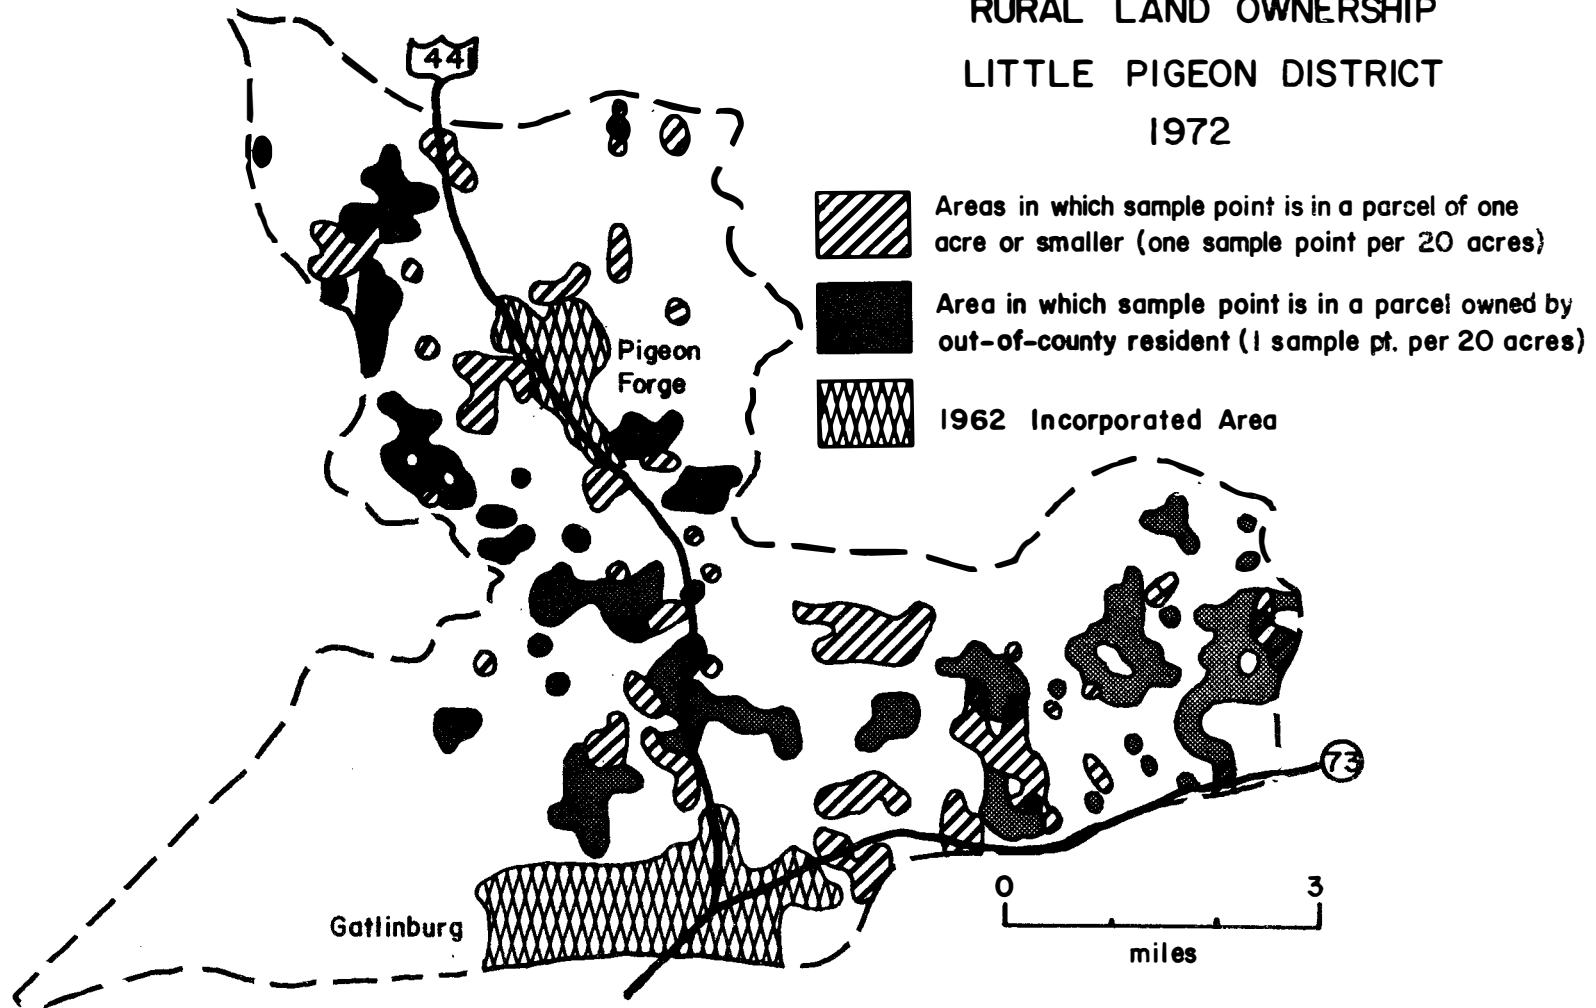 RURAL LAND OWNERSHIP
LITTLE PIGEON DISTRICT
1972
441
Areas in which sample point is in a parcel of one
acre or smaller (one sample point per 20 acres)
Area in which sample point is in a parcel owned by
out-of-county resident (1 sample pt. per 20 acres)
1962 Incorporated Area
Pigeon
Forge
73
Gatlinburg
0 3
miles